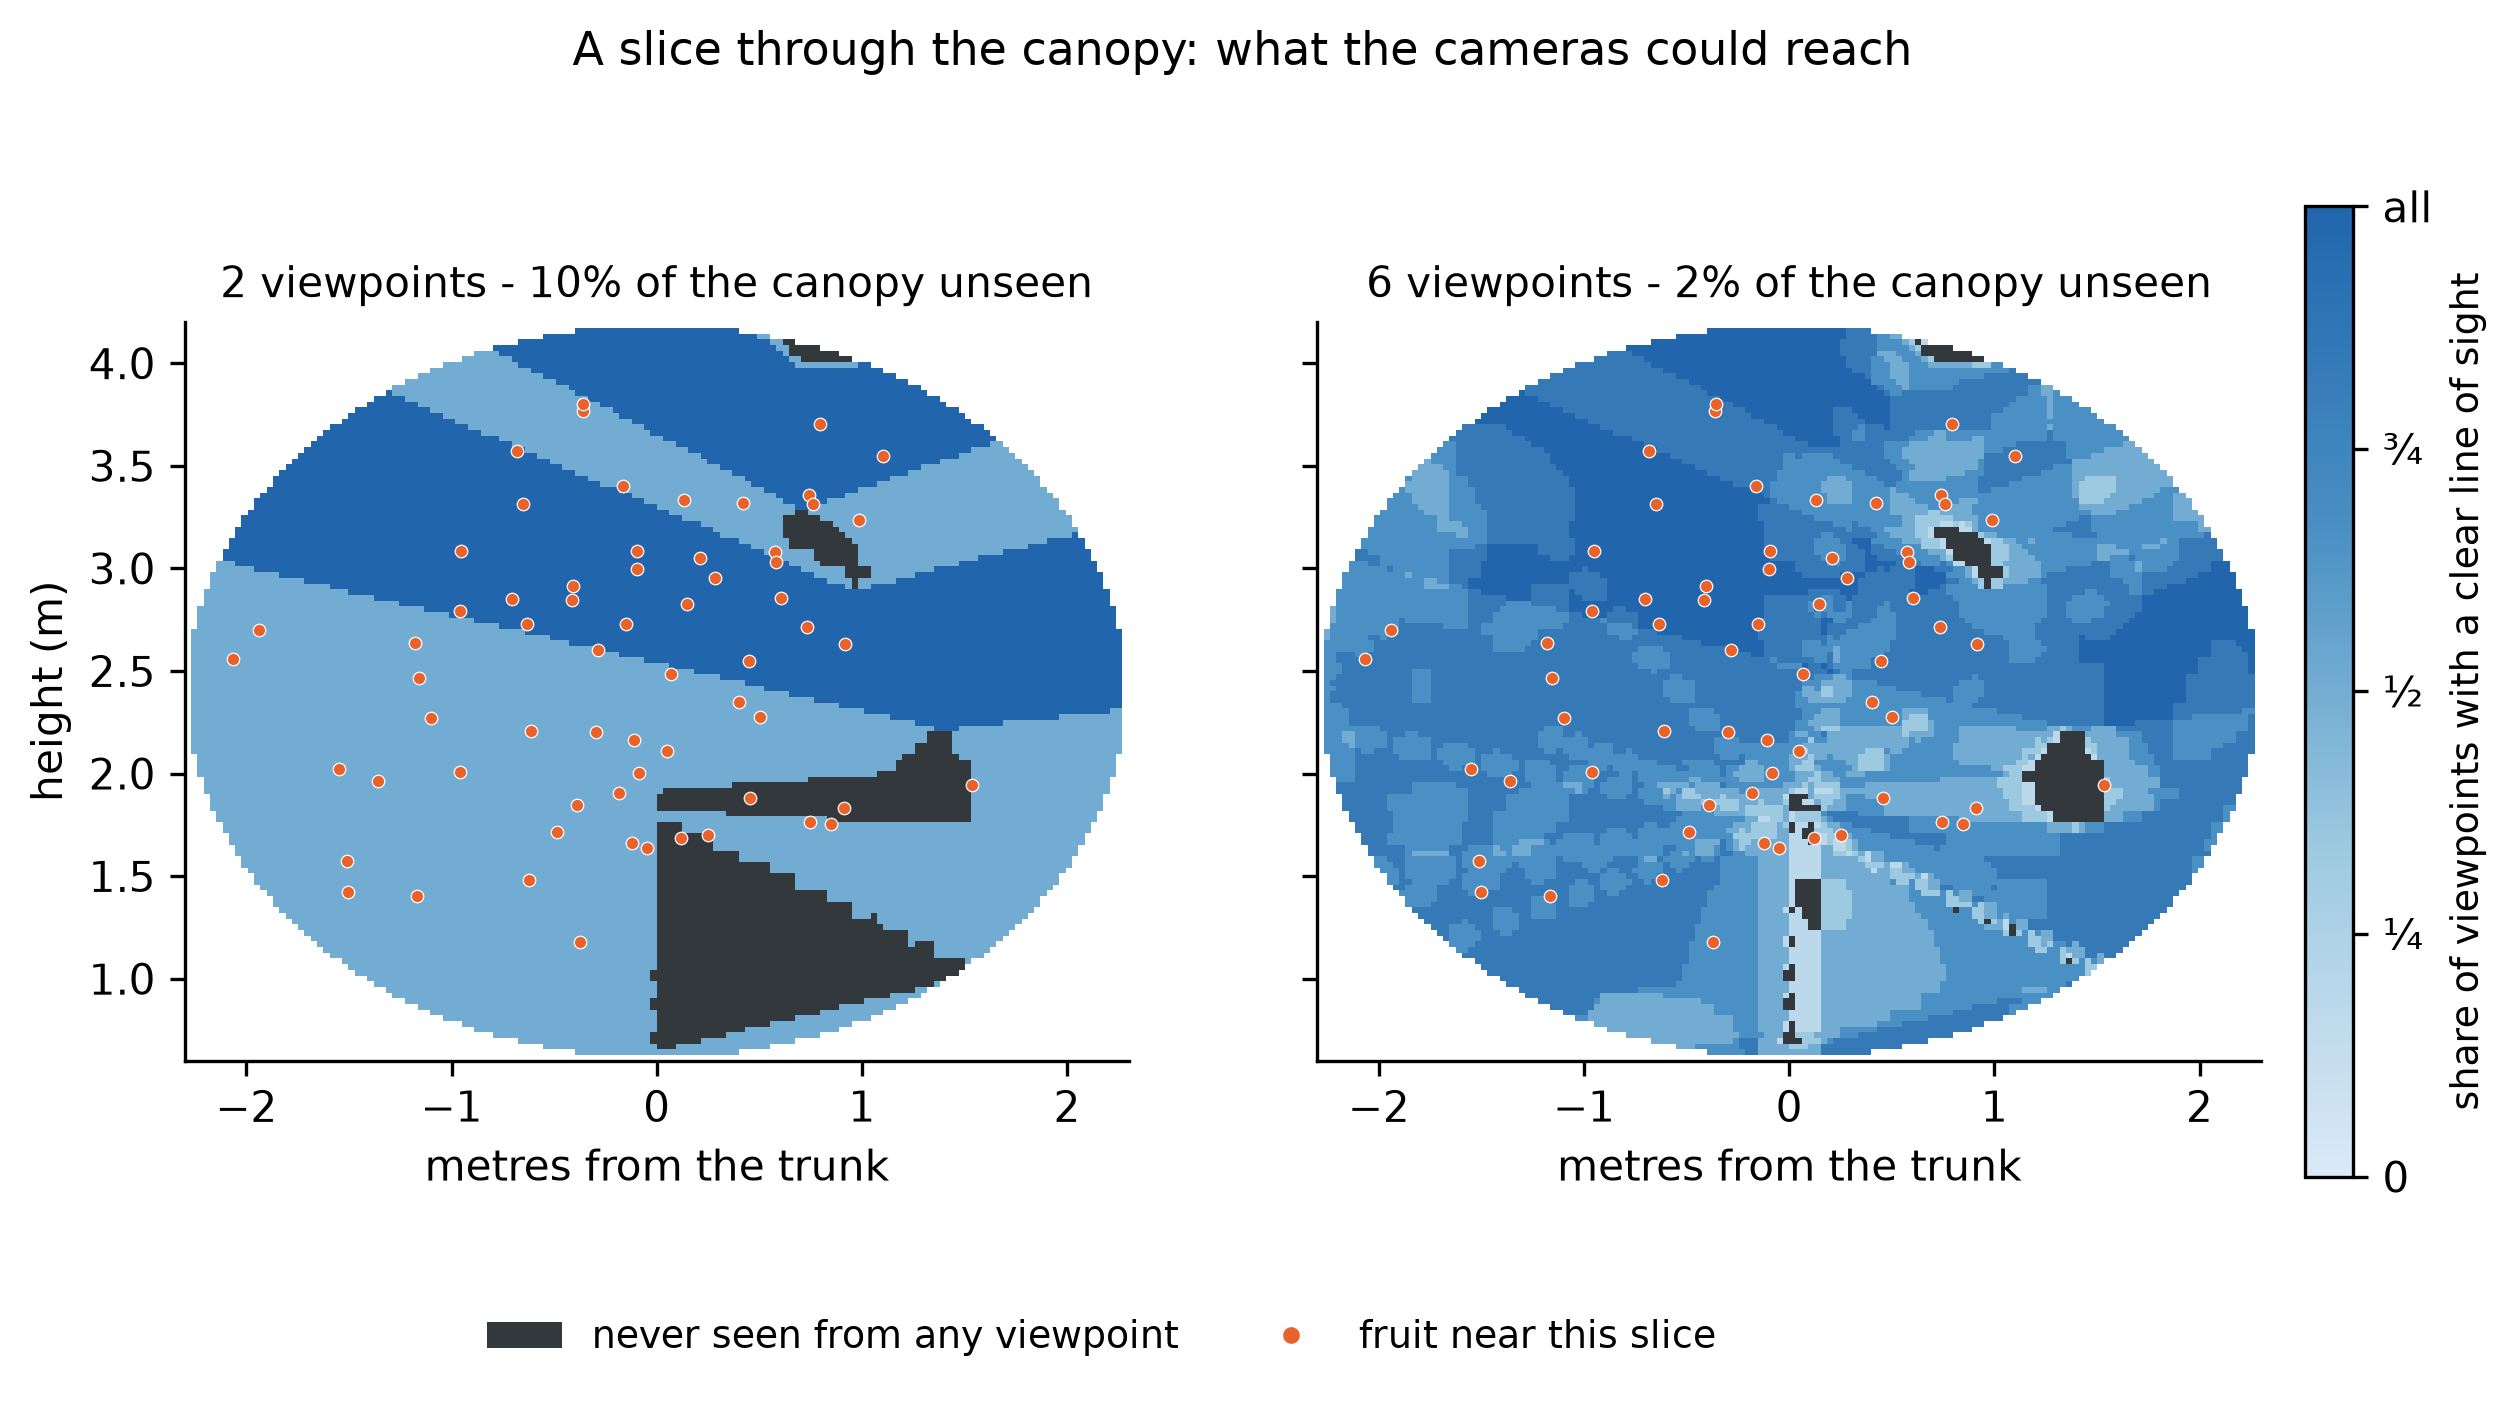 A slice through the canopy: what the cameras could reach
2 viewpoints - 10% of the canopy unseen
6 viewpoints - 2% of the canopy unseen
height (m)
4.0
3.5
3.0
2.5
2.0
1.5
1.0
−2
−1
0
1
2
metres from the trunk
−2
−1
0
1
2
metres from the trunk
all
¾
½
¼
0
share of viewpoints with a clear line of sight
never seen from any viewpoint
fruit near this slice